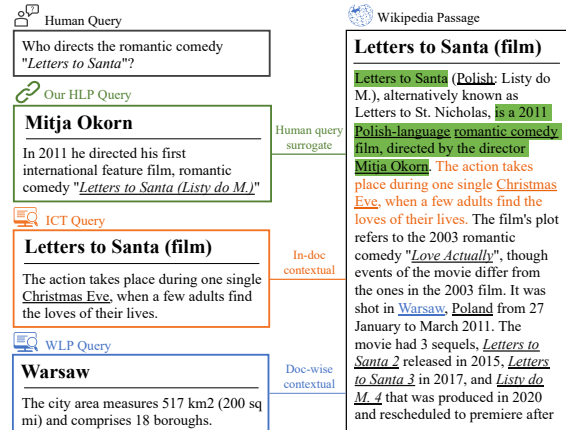 Human Query
Who directs the romantic comedy
"Letters to Santa"?
Our HLP Query
Mitja Okorn
In 2011 he directed his first
international feature film, romantic
comedy "Letters to Santa (Listy do M.)"
Human query
surrogate
ICT Query
Letters to Santa (film)
The action takes place during one single
Christmas Eve, when a few adults find
the loves of their lives.
In-doc
contextual
WLP Query
Warsaw
The city area measures 517 km2 (200 sq
mi) and comprises 18 boroughs.
Doc-wise
contextual
Wikipedia Passage
Letters to Santa (film)
Letters to Santa (Polish: Listy do
M.), alternatively known as
Letters to St. Nicholas, is a 2011
Polish-language romantic comedy
film, directed by the director
Mitja Okorn. The action takes
place during one single Christmas
Eve, when a few adults find the
loves of their lives. The film's plot
refers to the 2003 romantic
comedy "Love Actually", though
events of the movie differ from
the ones in the 2003 film. It was
shot in Warsaw, Poland from 27
January to March 2011. The
movie had 3 sequels, Letters to
Santa 2 released in 2015, Letters
to Santa 3 in 2017, and Listy do
M. 4 that was produced in 2020
and rescheduled to premiere after